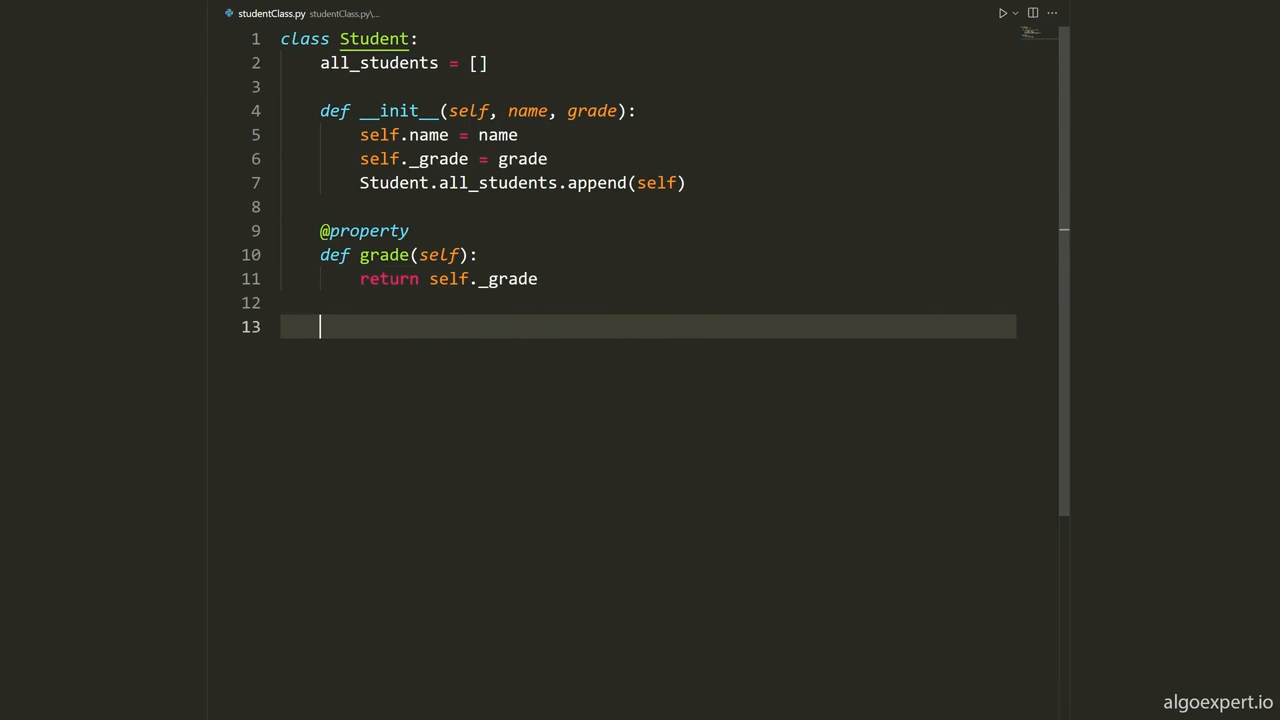 studentClass.py studentClass.py\...
1 class Student:
2 all_students = []
3
4 def __init__(self, name, grade):
5 self.name = name
6 self._grade = grade
7 Student.all_students.append(self)
8
9 @property
10 def grade(self):
11 return self._grade
12
13
algoexpert.io